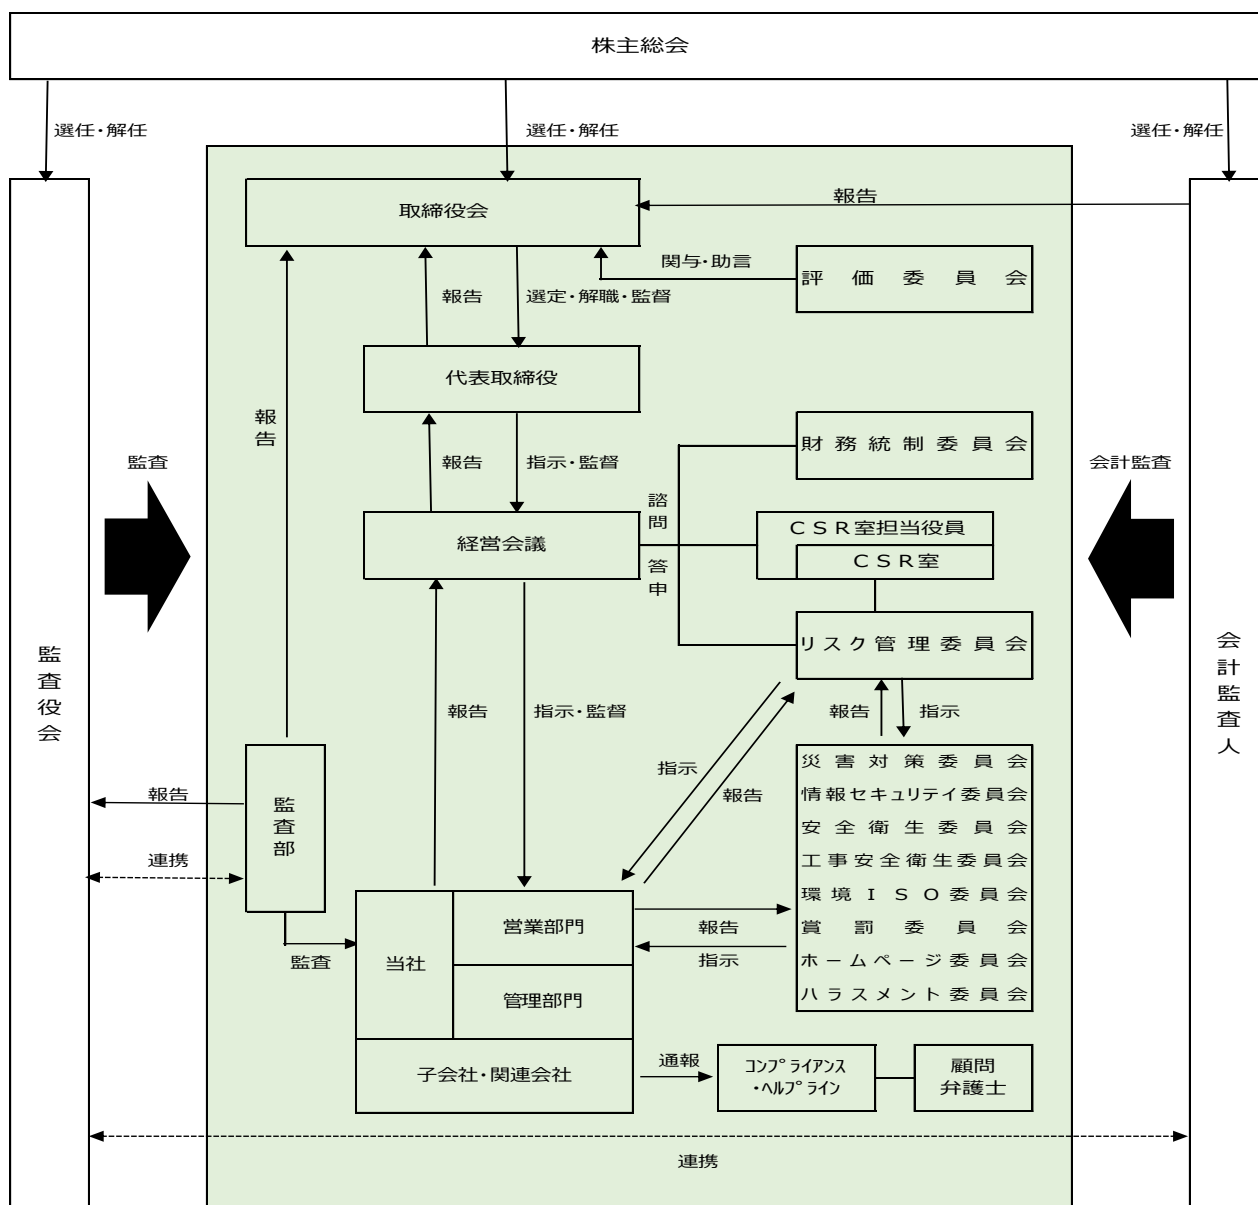 株主総会
選任・解任
選任・解任
選任・解任
取締役会
報告
関与・助言
評価委員会
報告
選定・解職・監督
代表取締役
報告
財務統制委員会
監査
報告
指示・監督
会計監査
諮問
CSR室担当役員
経営会議
CSR室
答申
リスク管理委員会
監査役会
会計監査人
報告
指示・監督
報告
指示
指示
報告
災害対策委員会
情報セキュリテイ委員会
安全衛生委員会
工事安全衛生委員会
環境ISO委員会
賞罰委員会
ホームページ委員会
ハラスメント委員会
報告
監査部
連携
監査
当社
営業部門
管理部門
報告
指示
子会社・関連会社
通報
コンプライアンス
・ヘルプライン
顧問
弁護士
連携